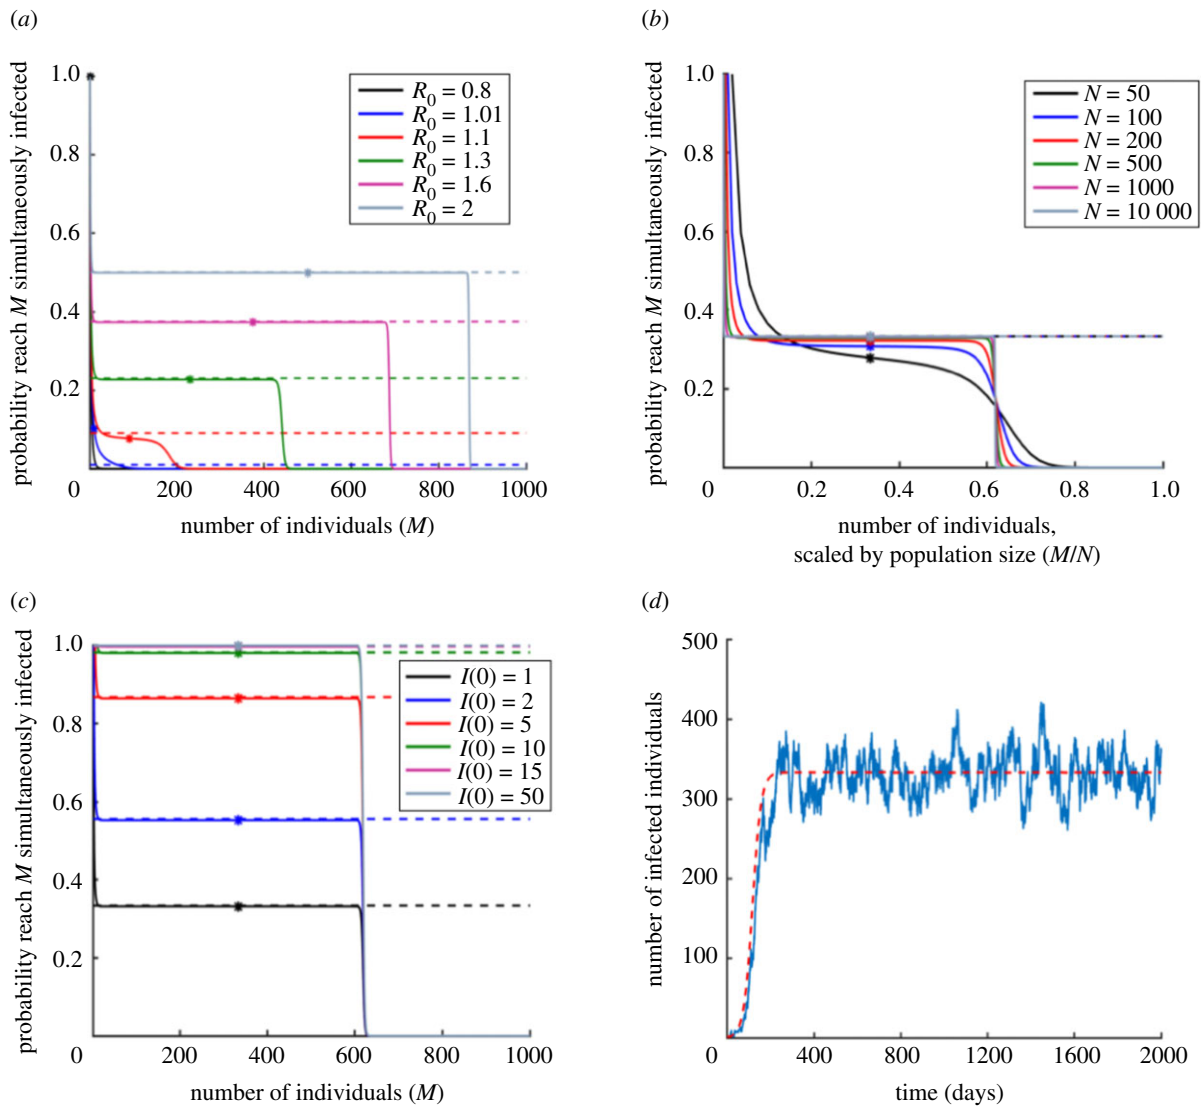 (a)
probability reach M simultaneously infected
1.0
0.8
0.6
0.4
0.2
0
200
400
600
800
1000
number of individuals (M)
R0 = 0.8
R0 = 1.01
R0 = 1.1
R0 = 1.3
R0 = 1.6
R0 = 2
(b)
probability reach M simultaneously infected
1.0
0.8
0.6
0.4
0.2
0
0.2
0.4
0.6
0.8
1.0
number of individuals,
scaled by population size (M/N)
N = 50
N = 100
N = 200
N = 500
N = 1000
N = 10 000
(c)
probability reach M simultaneously infected
1.0
0.8
0.6
0.4
0.2
0
200
400
600
800
1000
number of individuals (M)
I(0) = 1
I(0) = 2
I(0) = 5
I(0) = 10
I(0) = 15
I(0) = 50
(d)
number of infected individuals
500
400
300
200
100
0
400
800
1200
1600
2000
time (days)